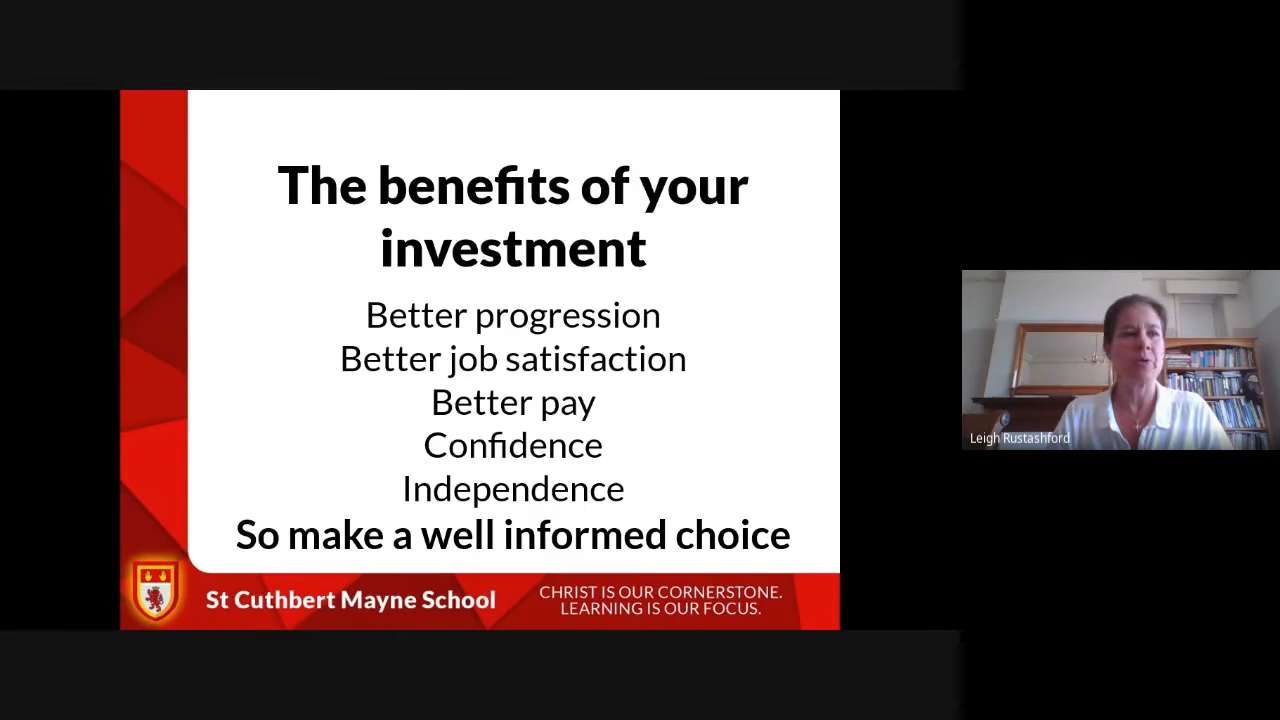 The benefits of your
investment
Better progression
Better job satisfaction
Better pay
Confidence
Independence
So make a well informed choice
St Cuthbert Mayne School
CHRIST IS OUR CORNERSTONE.
LEARNING IS OUR FOCUS.
Leigh Rustashford